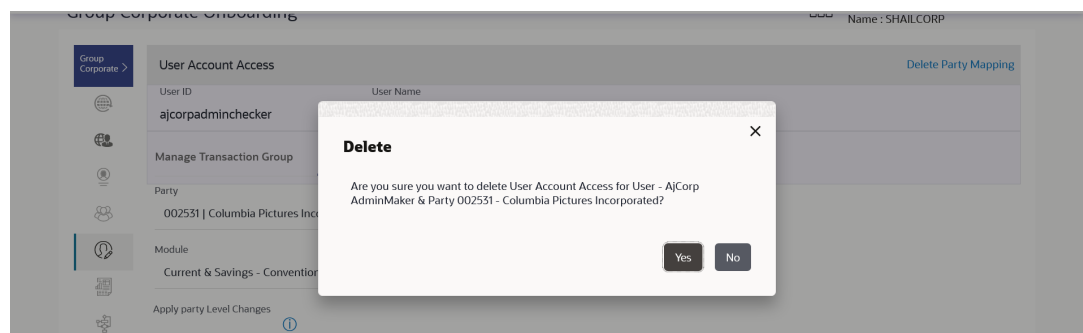 Group Corporate Onboarding
Name : SHAILCORP
Group
Corporate >
User Account Access
Delete Party Mapping
User ID
User Name
ajcorpadminchecker
Manage Transaction Group
Delete
Are you sure you want to delete User Account Access for User - AjCorp
AdminMaker & Party 002531 - Columbia Pictures Incorporated?
Yes
No
Party
002531 | Columbia Pictures Inc
Module
Current & Savings - Convention
Apply party Level Changes